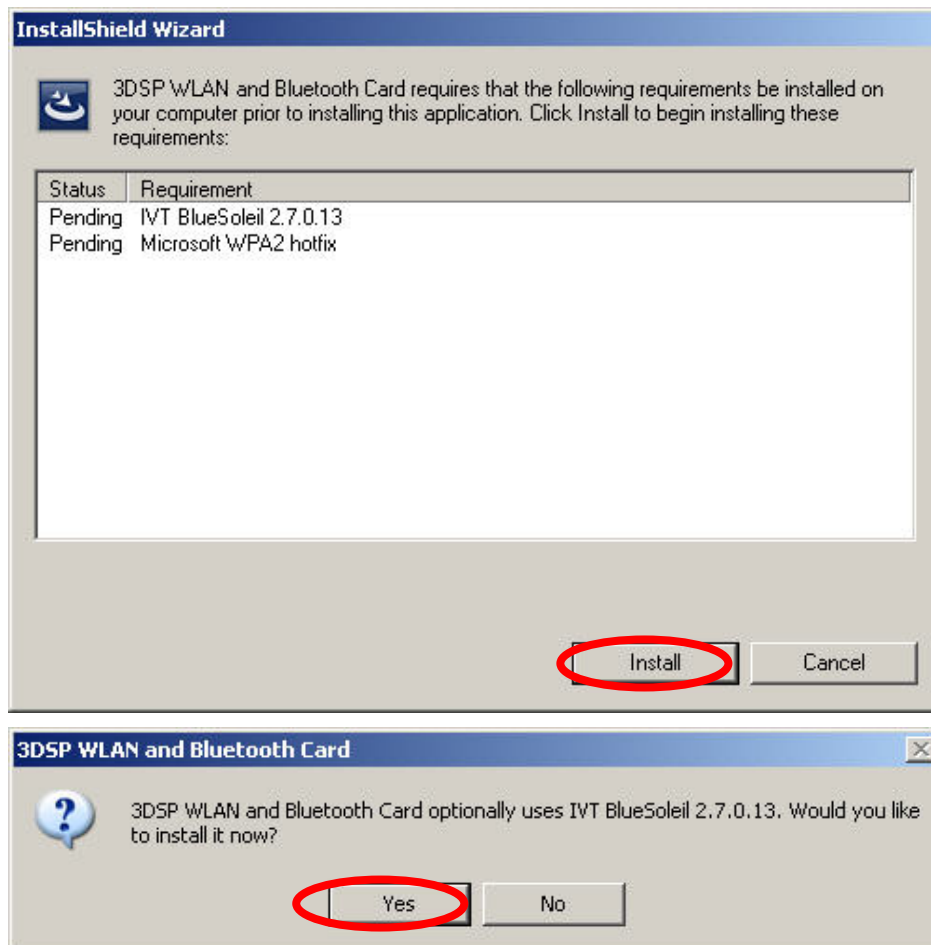 InstallShield Wizard
3DSP WLAN and Bluetooth Card requires that the following requirements be installed on
your computer prior to installing this application. Click Install to begin installing these
requirements:
Status Requirement
Pending IVT BlueSoleil 2.7.0.13
Pending Microsoft WPA2 hotfix
Install Cancel
3DSP WLAN and Bluetooth Card
3DSP WLAN and Bluetooth Card optionally uses IVT BlueSoleil 2.7.0.13. Would you like
to install it now?
Yes No